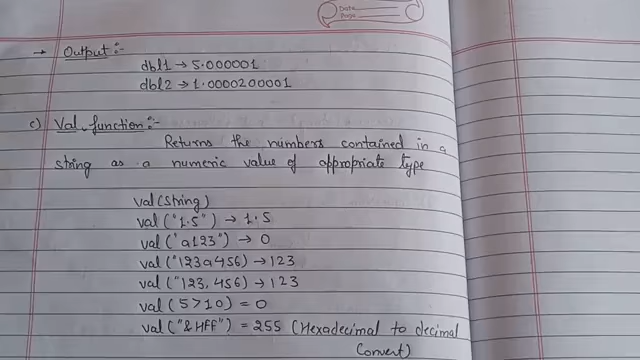 Date
Page
→ Output :-
dbl1 → 5.000001
dbl2 → 1.0000200001
c) Val function :-
Returns the numbers contained in a
string as a numeric value of appropriate type
val(String)
val("1.5") → 1.5
val("a123") → 0
val("123a456) → 123
val("123,456) → 123
val(5>10) = 0
val("&HFF") = 255 (Hexadecimal to decimal
Convert)